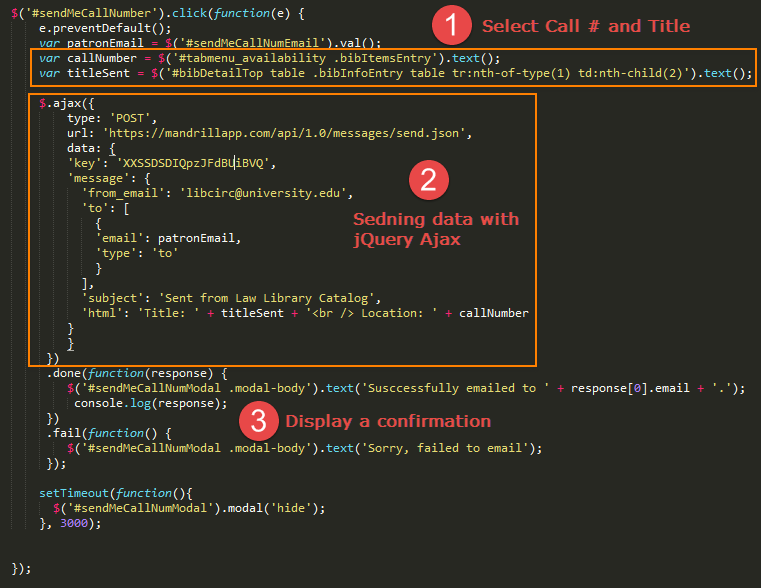 $('#sendMeCallNumber').click(function(e) {
1 Select Call # and Title
e.preventDefault();
var patronEmail = $('#sendMeCallNumEmail').val();
var callNumber = $('#tabmenu_availability .bibItemsEntry').text();
var titleSent = $('#bibDetailTop table .bibInfoEntry table tr:nth-of-type(1) td:nth-child(2)').text();
$.ajax({
type: 'POST',
url: 'https://mandrillapp.com/api/1.0/messages/send.json',
data: {
'key': 'XXSSDSDIQpzJFdBUiBVQ',
'message': {
'from_email': 'libcirc@university.edu',
'to': [
{
'email': patronEmail,
'type': 'to'
}
],
2
Sedning data with
jQuery Ajax
'subject': 'Sent from Law Library Catalog',
'html': 'Title: ' + titleSent + '<br /> Location: ' + callNumber
}
}
})
.done(function(response) {
$('#sendMeCallNumModal .modal-body').text('Susccessfully emailed to ' + response[0].email + '.');
console.log(response);
})
3 Display a confirmation
.fail(function() {
$('#sendMeCallNumModal .modal-body').text('Sorry, failed to email');
});
setTimeout(function(){
$('#sendMeCallNumModal').modal('hide');
}, 3000);
});